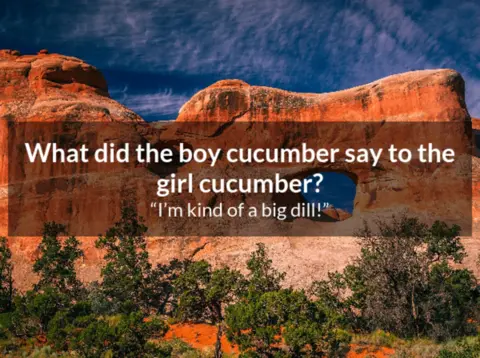 What did the boy cucumber say to the
girl cucumber?
“I’m kind of a big dill!”